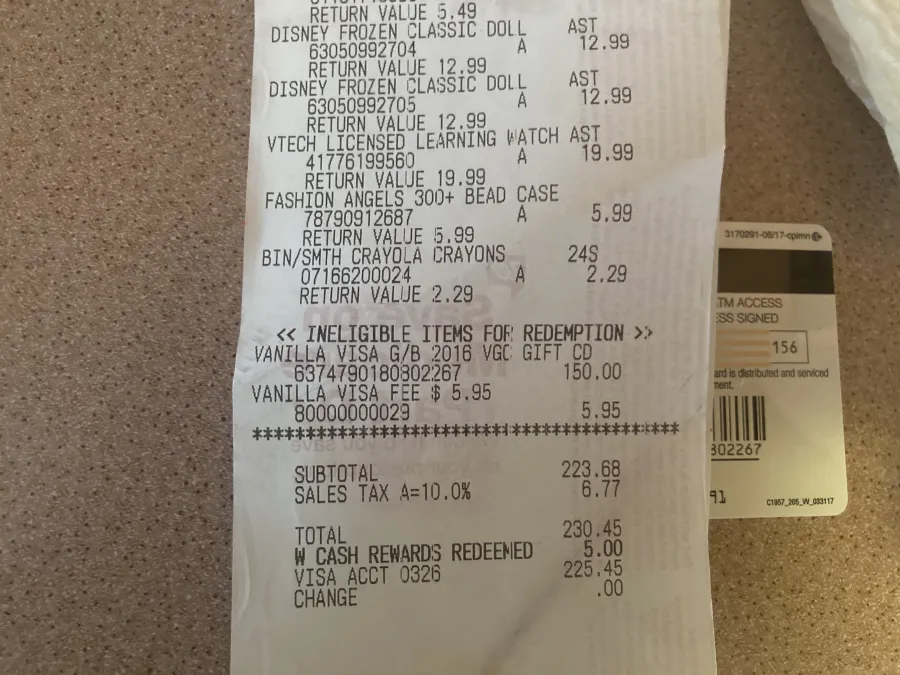 RETURN VALUE 5.49
DISNEY FROZEN CLASSIC DOLL AST
63050992704 A 12.99
RETURN VALUE 12.99
DISNEY FROZEN CLASSIC DOLL AST
63050992705 A 12.99
RETURN VALUE 12.99
VTECH LICENSED LEARNING WATCH AST
41776199560 A 19.99
RETURN VALUE 19.99
FASHION ANGELS 300+ BEAD CASE
78790912687 A 5.99
RETURN VALUE 5.99
BIN/SMTH CRAYOLA CRAYONS 24S
07166200024 A 2.29
RETURN VALUE 2.29
<< INELIGIBLE ITEMS FOR REDEMPTION >>
VANILLA VISA G/B 2016 VGC GIFT CD
6374790180802267 150.00
VANILLA VISA FEE $ 5.95
80000000029 5.95
****************************************
SUBTOTAL 223.68
SALES TAX A=10.0% 6.77
TOTAL 230.45
W CASH REWARDS REDEEMED 5.00
VISA ACCT 0326 225.45
CHANGE .00
3170291-06/17-cpimn
TM ACCESS
SS SIGNED
156
ard is distributed and serviced
ment.
802267
91
C1957_205_W_033117